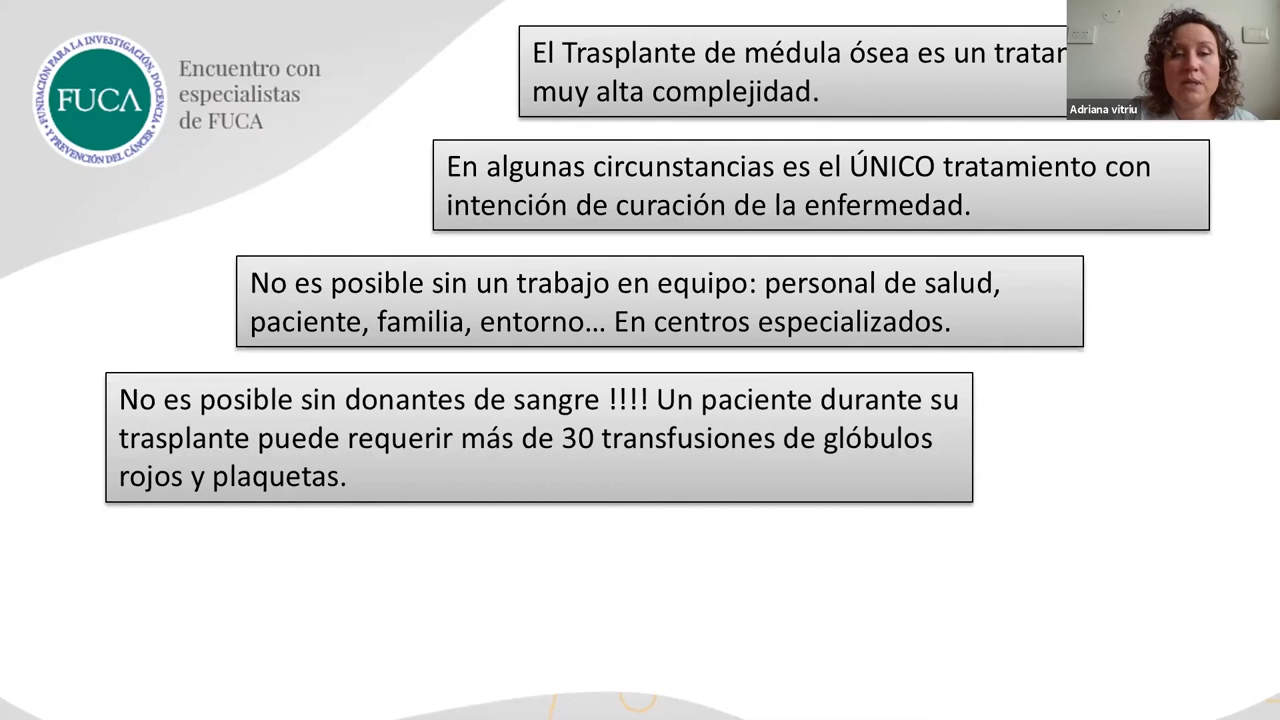 FUNDACIÓN PARA LA INVESTIGACIÓN, DOCENCIA
Y PREVENCIÓN DEL CÁNCER
FUCA
Encuentro con
especialistas
de FUCA
El Trasplante de médula ósea es un
muy alta complejidad.
Adriana vitriu
En algunas circunstancias es el ÚNICO tratamiento con
intención de curación de la enfermedad.
No es posible sin un trabajo en equipo: personal de salud,
paciente, familia, entorno... En centros especializados.
No es posible sin donantes de sangre !!!! Un paciente durante su
trasplante puede requerir más de 30 transfusiones de glóbulos
rojos y plaquetas.